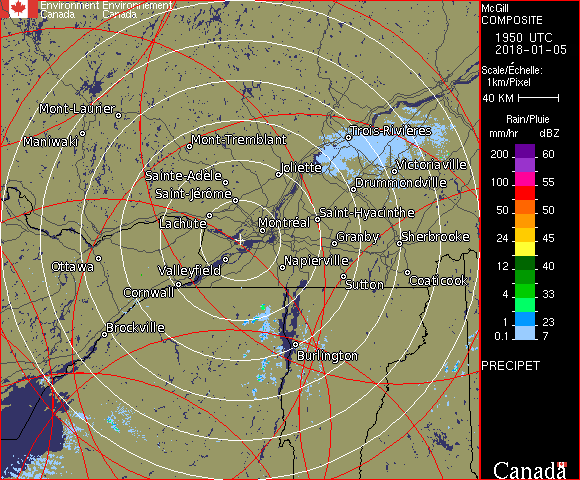 Environment Environnement
Canada Canada
McGill
COMPOSITE
1950 UTC
2018-01-05
Scale/Échelle:
1km/Pixel
40 KM
Rain/Pluie
mm/hr dBZ
200 60
100 55
50 50
24 45
12 40
4 33
1 23
0.1 7
PRECIPET
Mont-Laurier
Maniwaki
Mont-Tremblant
Trois-Rivières
Joliette
Victoriaville
Sainte-Adèle
Drummondville
Saint-Jérôme
Lachute
Saint-Hyacinthe
Montréal
Granby
Sherbrooke
Ottawa
Valleyfield
Napierville
Cornwall
Sutton
Coaticook
Brockville
Burlington
Canada